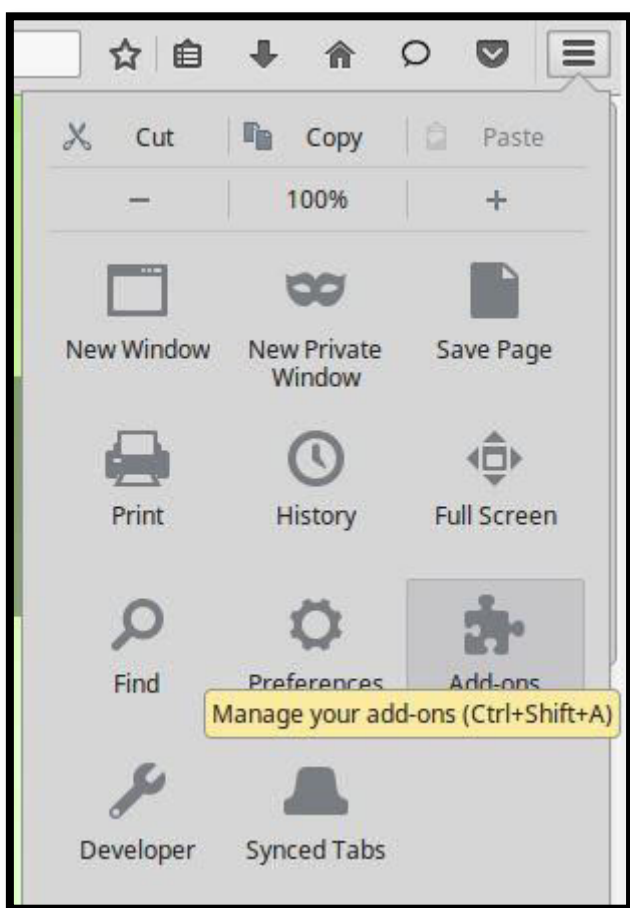 Cut Copy Paste
− 100% +
New Window New Private Window Save Page
Print History Full Screen
Find Preferences Add-ons
Manage your add-ons (Ctrl+Shift+A)
Developer Synced Tabs